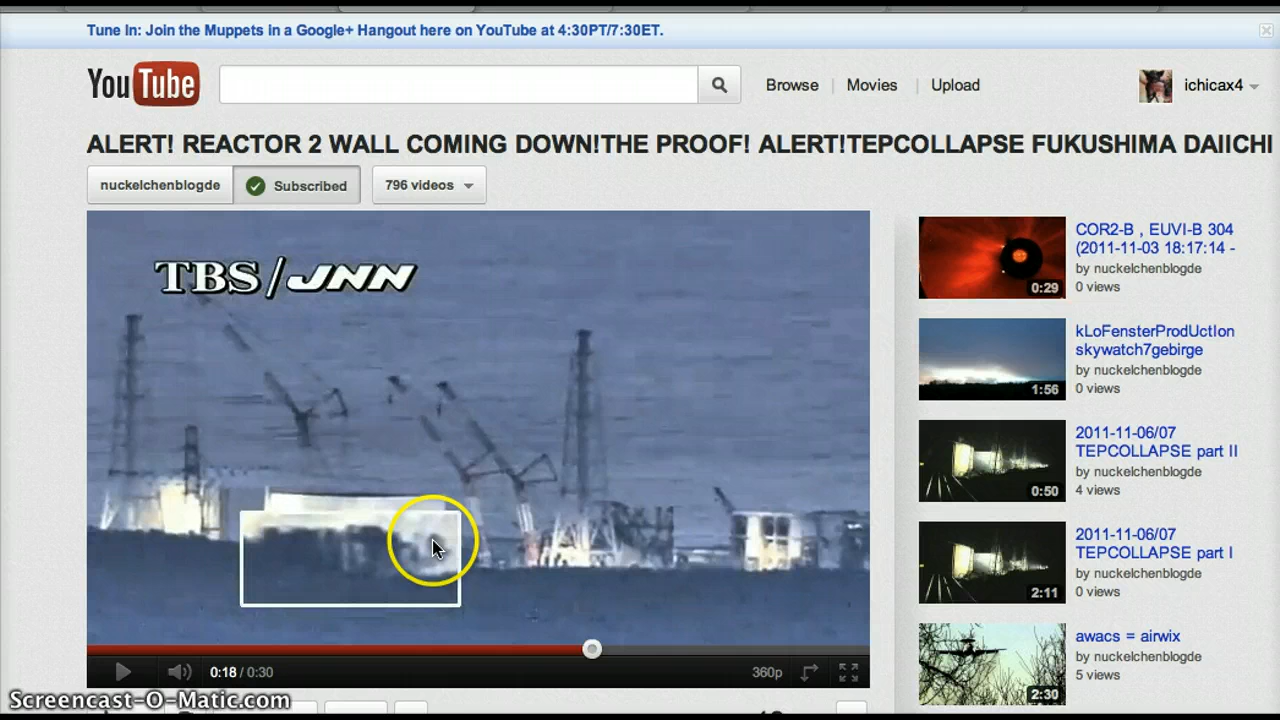 Tune In: Join the Muppets in a Google+ Hangout here on YouTube at 4:30PT/7:30ET.
YouTube
Browse
Movies
Upload
ichicax4
ALERT! REACTOR 2 WALL COMING DOWN!THE PROOF! ALERT!TEPCOLLAPSE FUKUSHIMA DAIICHI
nuckelchenblogde
Subscribed
796 videos
TBS/JNN
0:18 / 0:30
360p
0:29
COR2-B , EUVI-B 304
(2011-11-03 18:17:14 -
by nuckelchenblogde
0 views
1:56
kLoFensterProdUctIon
skywatch7gebirge
by nuckelchenblogde
0 views
0:50
2011-11-06/07
TEPCOLLAPSE part II
by nuckelchenblogde
4 views
2:11
2011-11-06/07
TEPCOLLAPSE part I
by nuckelchenblogde
0 views
2:30
awacs = airwix
by nuckelchenblogde
5 views
Screencast-O-Matic.com